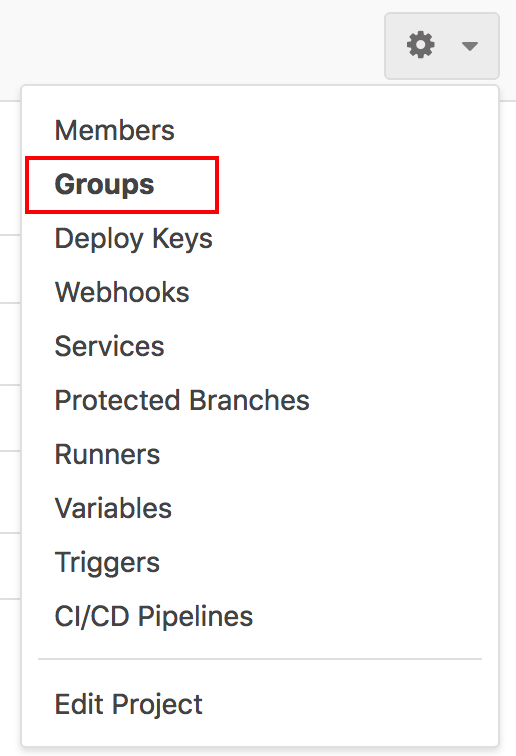 Members
Groups
Deploy Keys
Webhooks
Services
Protected Branches
Runners
Variables
Triggers
CI/CD Pipelines
Edit Project